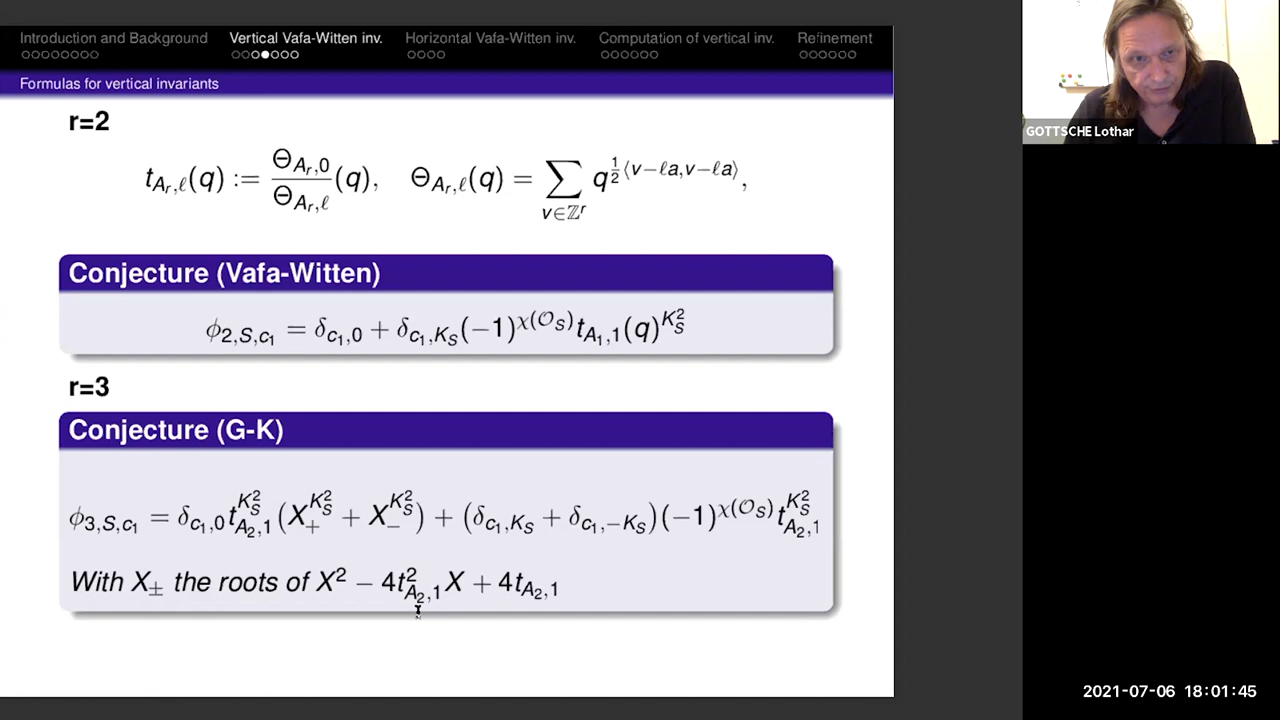 Introduction and Background Vertical Vafa-Witten inv. Horizontal Vafa-Witten inv. Computation of vertical inv. Refinement
Formulas for vertical invariants
r=2
t_{A_r,ℓ}(q) := \frac{Θ_{A_r,0}}{Θ_{A_r,ℓ}}(q), Θ_{A_r,ℓ}(q) = \sum_{v∈ℤ^r} q^{\frac{1}{2}⟨v−ℓa,v−ℓa⟩},
Conjecture (Vafa-Witten)
ϕ_{2,S,c_1} = δ_{c_1,0} + δ_{c_1,K_S}(−1)^{χ(𝒪_S)} t_{A_1,1}(q)^{K_S^2}
r=3
Conjecture (G-K)
ϕ_{3,S,c_1} = δ_{c_1,0} t_{A_2,1}^{K_S^2} (X_+^{K_S^2} + X_−^{K_S^2}) + (δ_{c_1,K_S} + δ_{c_1,−K_S})(−1)^{χ(𝒪_S)} t_{A_2,1}^{K_S^2}
With X_± the roots of X^2 − 4t_{A_2,1}^2 X + 4t_{A_2,1}
GOTTSCHE Lothar
2021-07-06 18:01:45